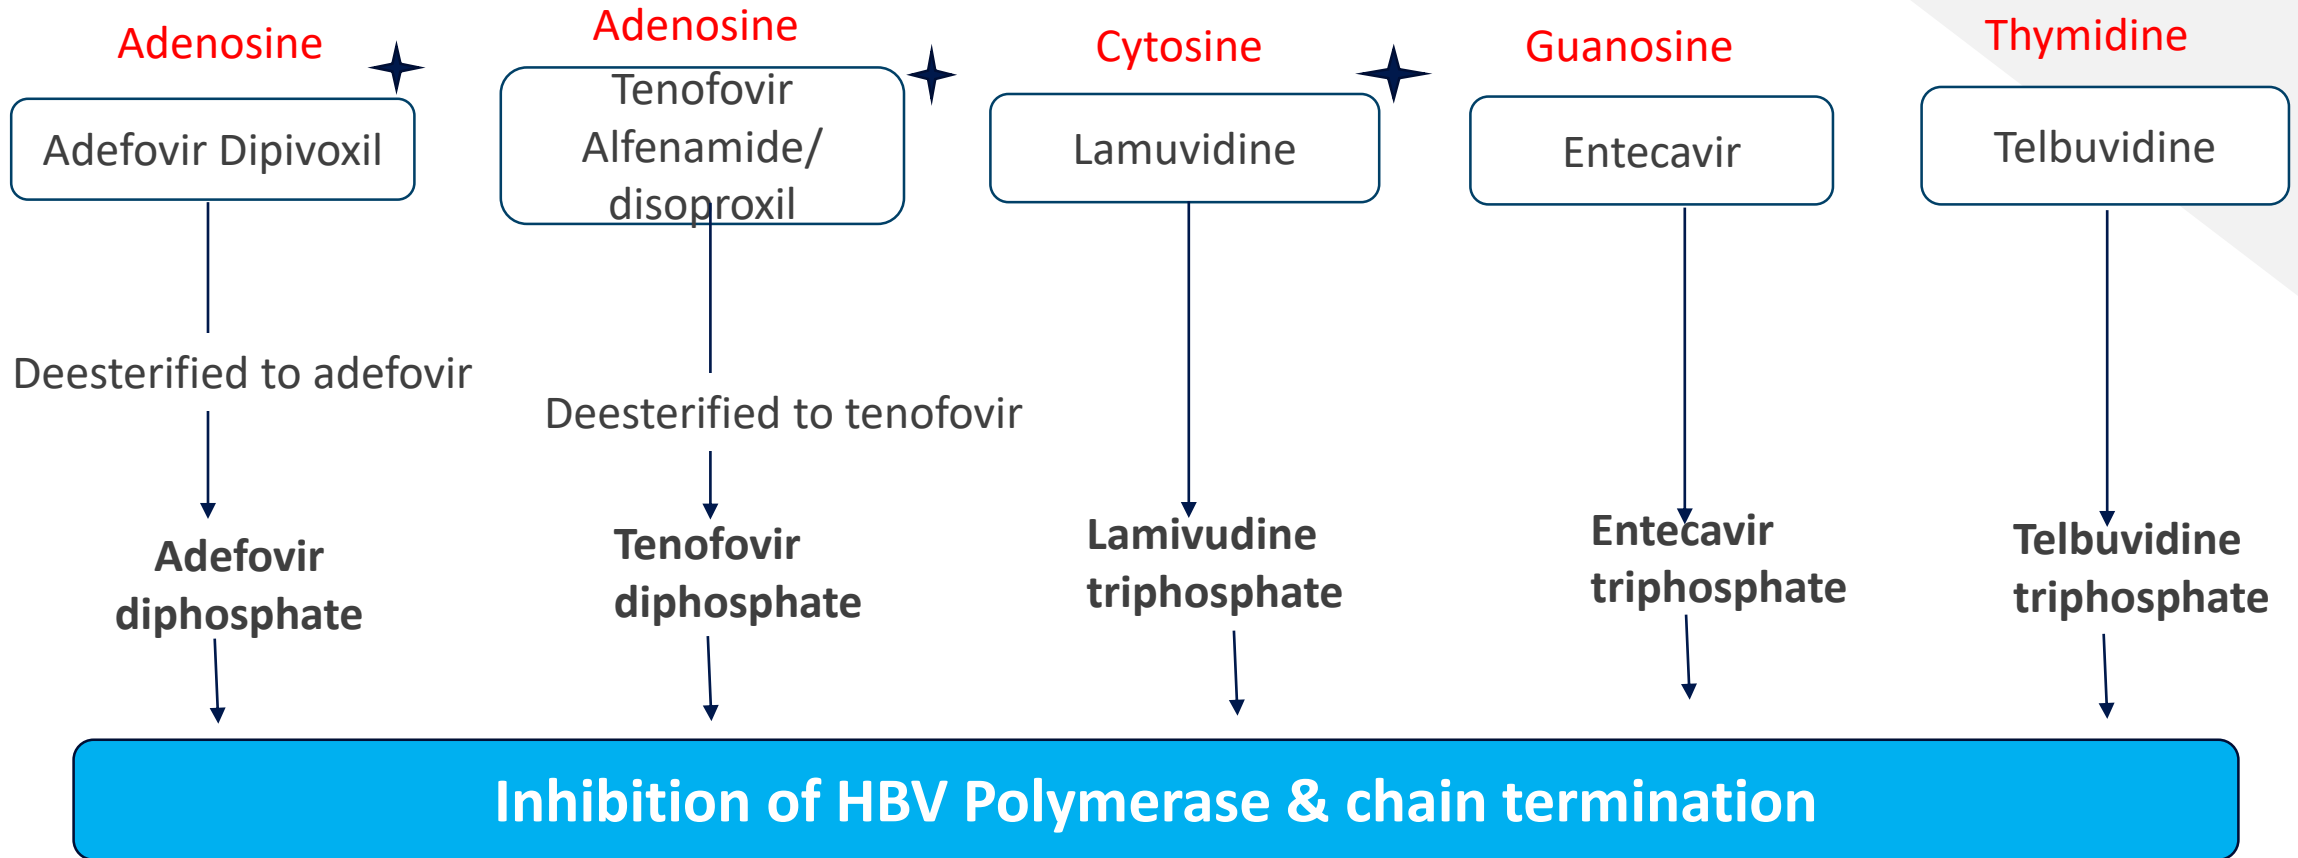 Adenosine
Adefovir Dipivoxil
Deesterified to adefovir
Adefovir
diphosphate
Adenosine
Tenofovir
Alfenamide/
disoproxil
Deesterified to tenofovir
Tenofovir
diphosphate
Cytosine
Lamuvidine
Lamivudine
triphosphate
Guanosine
Entecavir
Entecavir
triphosphate
Thymidine
Telbuvidine
Telbuvidine
triphosphate
Inhibition of HBV Polymerase & chain termination